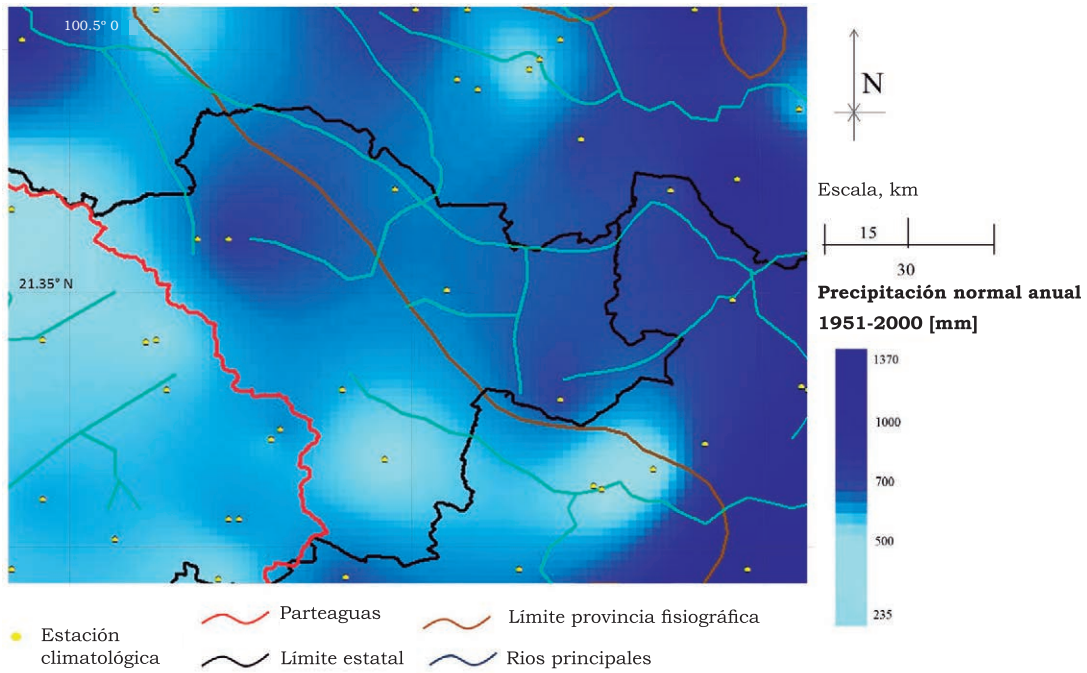 100.5° 0
N
Escala, km
15
30
21.35° N
Precipitación normal anual
1951-2000 [mm]
1370
1000
700
500
235
Estación
climatológica
Parteaguas
Límite provincia fisiográfica
Límite estatal
Rios principales